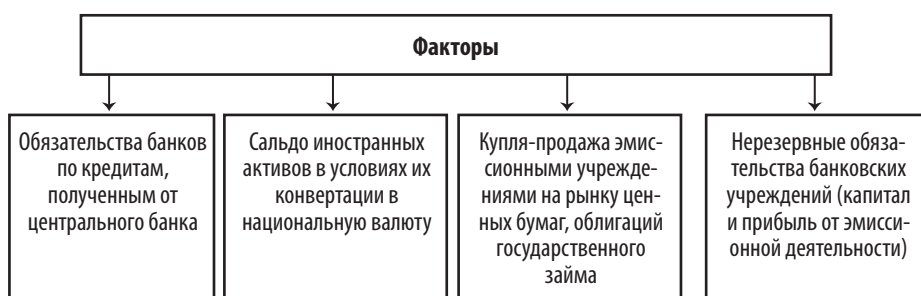 Факторы
Обязательства банков
по кредитам,
полученным от
центрального банка
Сальдо иностранных
активов в условиях их
конвертации в
национальную валюту
Купля-продажа эмис-
сионными учрежде-
ниями на рынку цен-
ных бумаг, облигаций
государственного
займа
Нерезервные обяза-
тельства банковских
учреждений (капитал
и прибыль от эмисси-
онной деятельности)